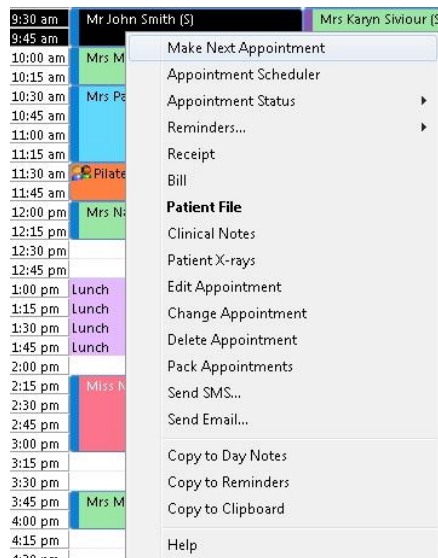 9:30 am Mr John Smith (S) Mrs Karyn Siviour (S
9:45 am
Make Next Appointment
10:00 am Mrs M
10:15 am Appointment Scheduler
10:30 am Mrs Pa Appointment Status
10:45 am
Reminders...
11:00 am
11:15 am Receipt
11:30 am Pilate
Bill
11:45 am
12:00 pm Mrs Na Patient File
12:15 pm Clinical Notes
12:30 pm
Patient X-rays
12:45 pm
1:00 pm Lunch Edit Appointment
1:15 pm Lunch Change Appointment
1:30 pm Lunch
Delete Appointment
1:45 pm Lunch
2:00 pm Pack Appointments
2:15 pm Miss N
Send SMS...
2:30 pm
2:45 pm Send Email...
3:00 pm
3:15 pm Copy to Day Notes
3:30 pm Copy to Reminders
3:45 pm Mrs M
Copy to Clipboard
4:00 pm
4:15 pm Help